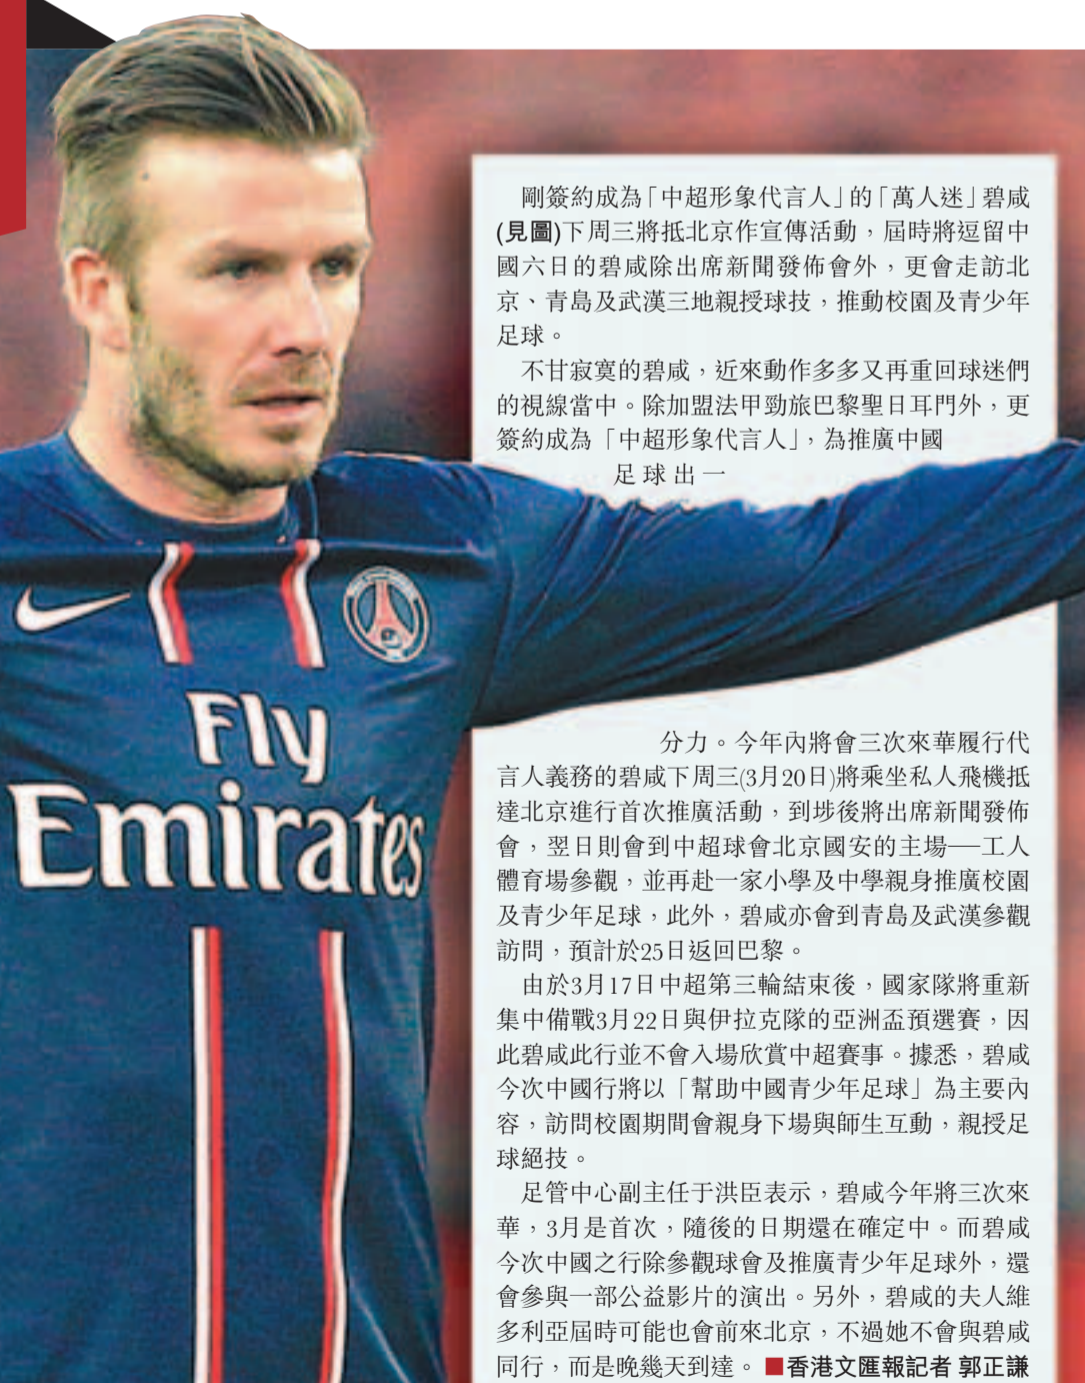 剛簽約成為「中超形象代言人」的「萬人迷」碧咸
(見圖)下周三將抵北京作宣傳活動，屆時將逗留中
國六日的碧咸除出席新聞發佈會外，更會走訪北
京、青島及武漢三地親授球技，推動校園及青少年
足球。
不甘寂寞的碧咸，近來動作多多又再重回球迷們
的視線當中。除加盟法甲勁旅巴黎聖日耳門外，更
簽約成為「中超形象代言人」，為推廣中國
足球出一
分力。今年內將會三次來華履行代
言人義務的碧咸下周三(3月20日)將乘坐私人飛機抵
達北京進行首次推廣活動，到埗後將出席新聞發佈
會，翌日則會到中超球會北京國安的主場──工人
體育場參觀，並再赴一家小學及中學親身推廣校園
及青少年足球，此外，碧咸亦會到青島及武漢參觀
訪問，預計於25日返回巴黎。
由於3月17日中超第三輪結束後，國家隊將重新
集中備戰3月22日與伊拉克隊的亞洲盃預選賽，因
此碧咸此行並不會入場欣賞中超賽事。據悉，碧咸
今次中國行將以「幫助中國青少年足球」為主要內
容，訪問校園期間會親身下場與師生互動，親授足
球絕技。
足管中心副主任于洪臣表示，碧咸今年將三次來
華，3月是首次，隨後的日期還在確定中。而碧咸
今次中國之行除參觀球會及推廣青少年足球外，還
會參與一部公益影片的演出。另外，碧咸的夫人維
多利亞屆時可能也會前來北京，不過她不會與碧咸
同行，而是晚幾天到達。 ■香港文匯報記者 郭正謙
Fly
Emirates